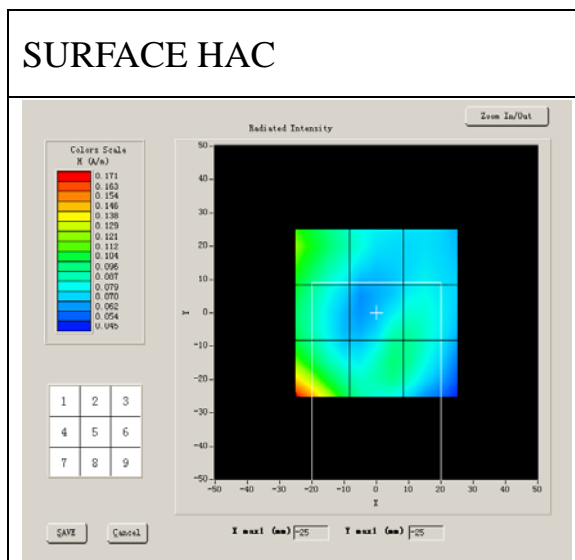 SURFACE HAC
Zoom In/Out
Radiated Intensity
Colors Scale
H (A/m)
0.171
0.163
0.154
0.146
0.138
0.129
0.121
0.112
0.104
0.096
0.087
0.079
0.070
0.062
0.054
0.045
50
40
30
20
10
0
-10
-20
-30
-40
-50
Y
-50 -40 -30 -20 -10 0 10 20 30 40 50
X
1 2 3
4 5 6
7 8 9
SAVE Cancel
X max1 (mm) -25 Y max1 (mm) -25